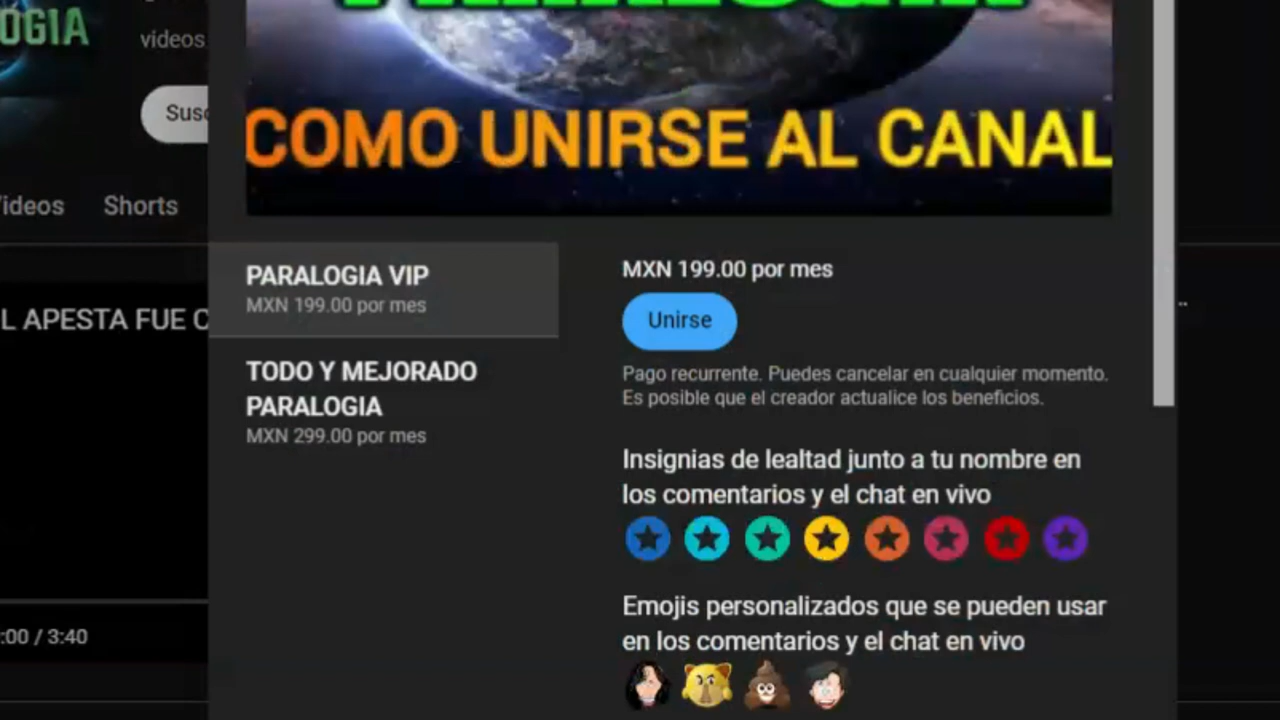 videos
COMO UNIRSE AL CANAL
Shorts
PARALOGIA VIP
MXN 199.00 por mes
TODO Y MEJORADO
PARALOGIA
MXN 299.00 por mes
MXN 199.00 por mes
Unirse
Pago recurrente. Puedes cancelar en cualquier momento.
Es posible que el creador actualice los beneficios.
Insignias de lealtad junto a tu nombre en
los comentarios y el chat en vivo
Emojis personalizados que se pueden usar
en los comentarios y el chat en vivo
L APESTA FUE C
:00 / 3:40